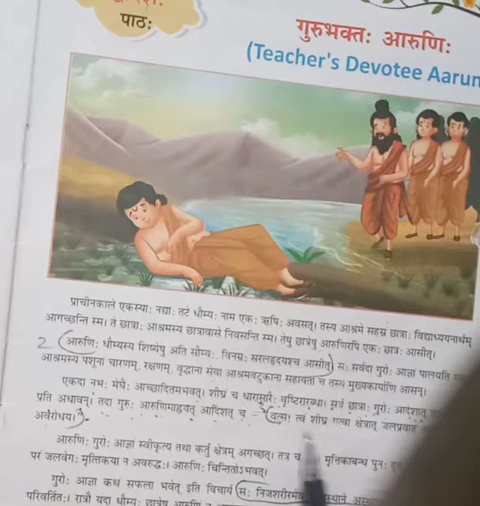 पाठः
गुरुभक्तः आरुणिः
(Teacher's Devotee Aarun
प्राचीनकाले एकस्याः नद्याः तटे धौम्यः नाम एकः ऋषिः अवसत्। तस्य आश्रमे सहस्र छात्राः विद्याध्ययनार्थम्
आगच्छन्ति स्म। ते छात्राः आश्रमस्य छात्रावासे निवसन्ति स्म। तेषु छात्रेषु आरुणिरपि एकः छात्रः आसीत्।
2 (आरुणिः धौम्यस्य शिष्येषु अति सौम्यः, विनम्रः सरलहृदयश्च आसीत्) सः सर्वदा गुरोः आज्ञां पालयति
आश्रमस्य पशूनां चारणम्, रक्षणम्, वृद्धानां सेवा आश्रमवटुकानां सहायता च तस्य मुख्यकार्याणि आसन्।
एकदा नभः मेघैः आच्छादितमभवत्। शीघ्रं च धारासारैः वृष्टिरारब्धा। सर्वे छात्राः गुरोः आदेशात्
प्रति अधावन्। तदा गुरुः आरुणिमाह्वयत् आदिशत् च – वत्स! त्वं शीघ्रं गत्वा क्षेत्रात् जलप्रवाहं
अवरोधय।
आरुणिः गुरोः आज्ञां स्वीकृत्य तथा कर्तुं क्षेत्रम् अगच्छत्। तत्र च मृत्तिकाबन्धं पुनः
परं जलवेगः मृत्तिकया न अवरुद्धः। आरुणिः चिन्तितोऽभवत्।
गुरोः आज्ञा कथं सफला भवेत् इति विचार्य (सः निजशरीरमेव
परिवर्तितः। रात्रौ यदा धौम्यः